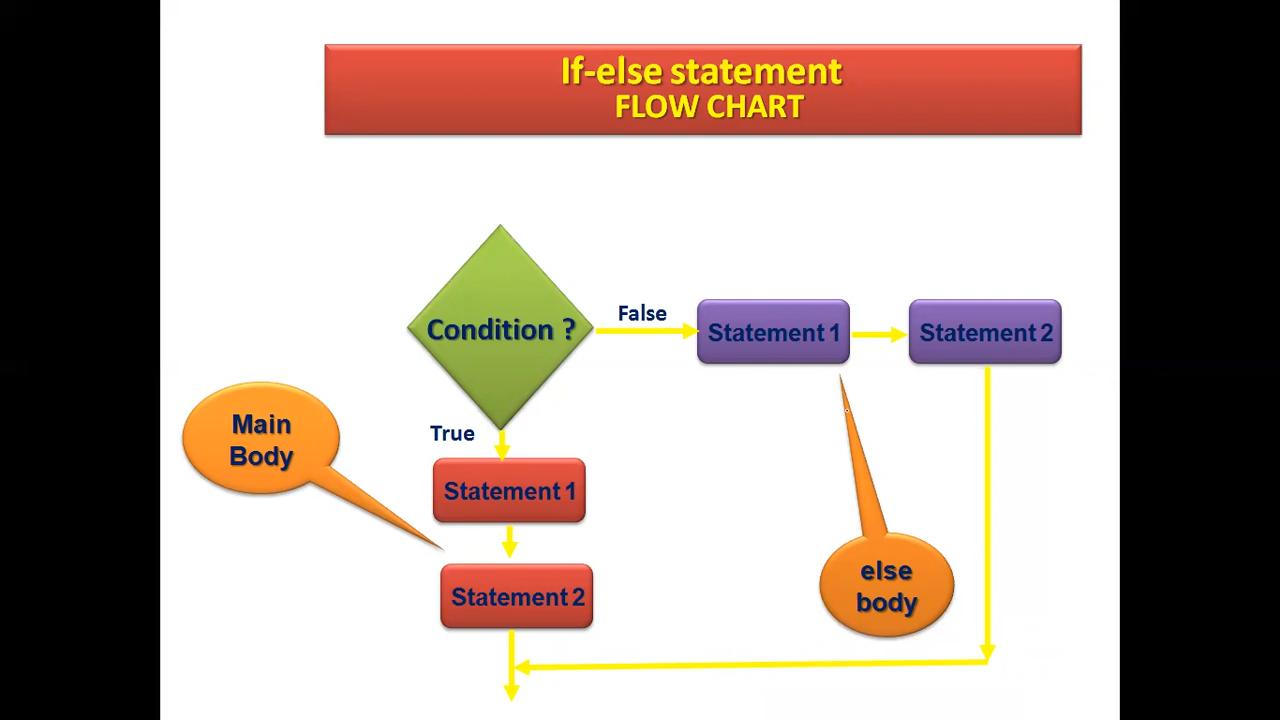 If-else statement
FLOW CHART
Condition ?
False
Statement 1
Statement 2
True
Main
Body
Statement 1
Statement 2
else
body